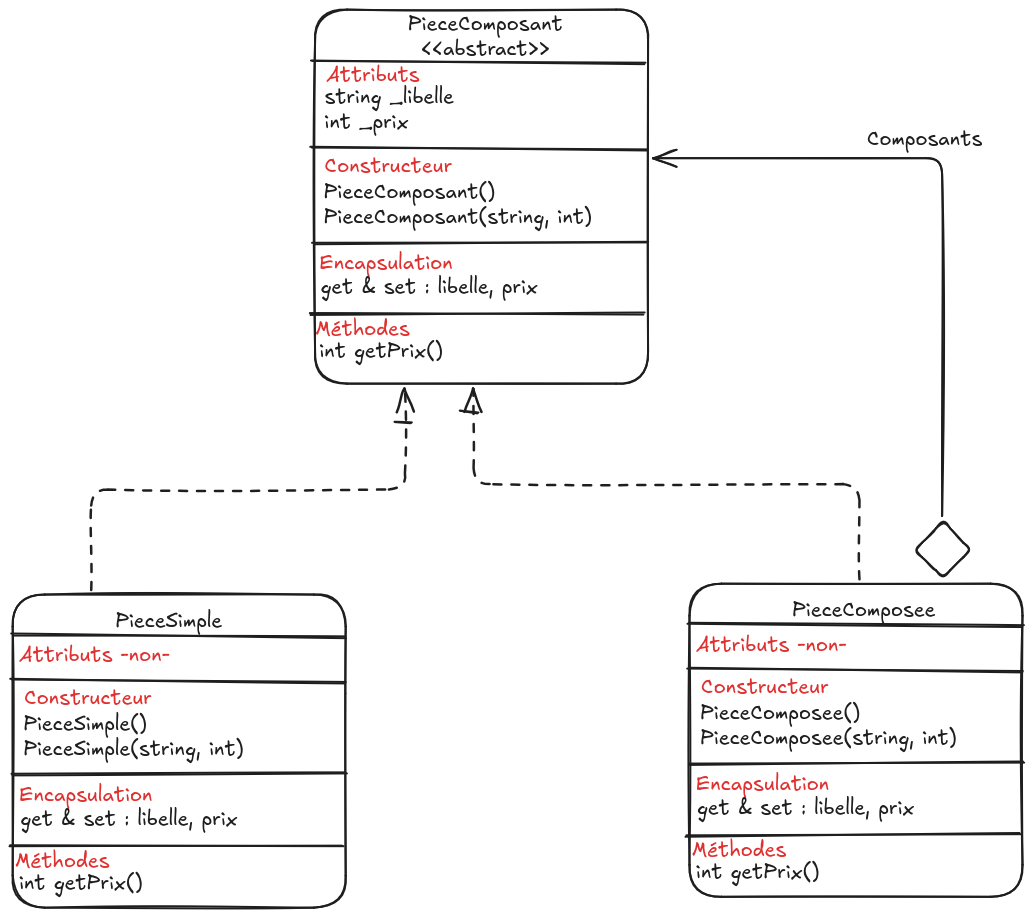 PieceComposant
<<abstract>>
Attributs
string _libelle
int _prix
Composants
Constructeur
PieceComposant()
PieceComposant(string, int)
Encapsulation
get & set : libelle, prix
Méthodes
int getPrix()
PieceSimple
Attributs -non-
Constructeur
PieceSimple()
PieceSimple(string, int)
Encapsulation
get & set : libelle, prix
Méthodes
int getPrix()
PieceComposee
Attributs -non-
Constructeur
PieceComposee()
PieceComposee(string, int)
Encapsulation
get & set : libelle, prix
Méthodes
int getPrix()